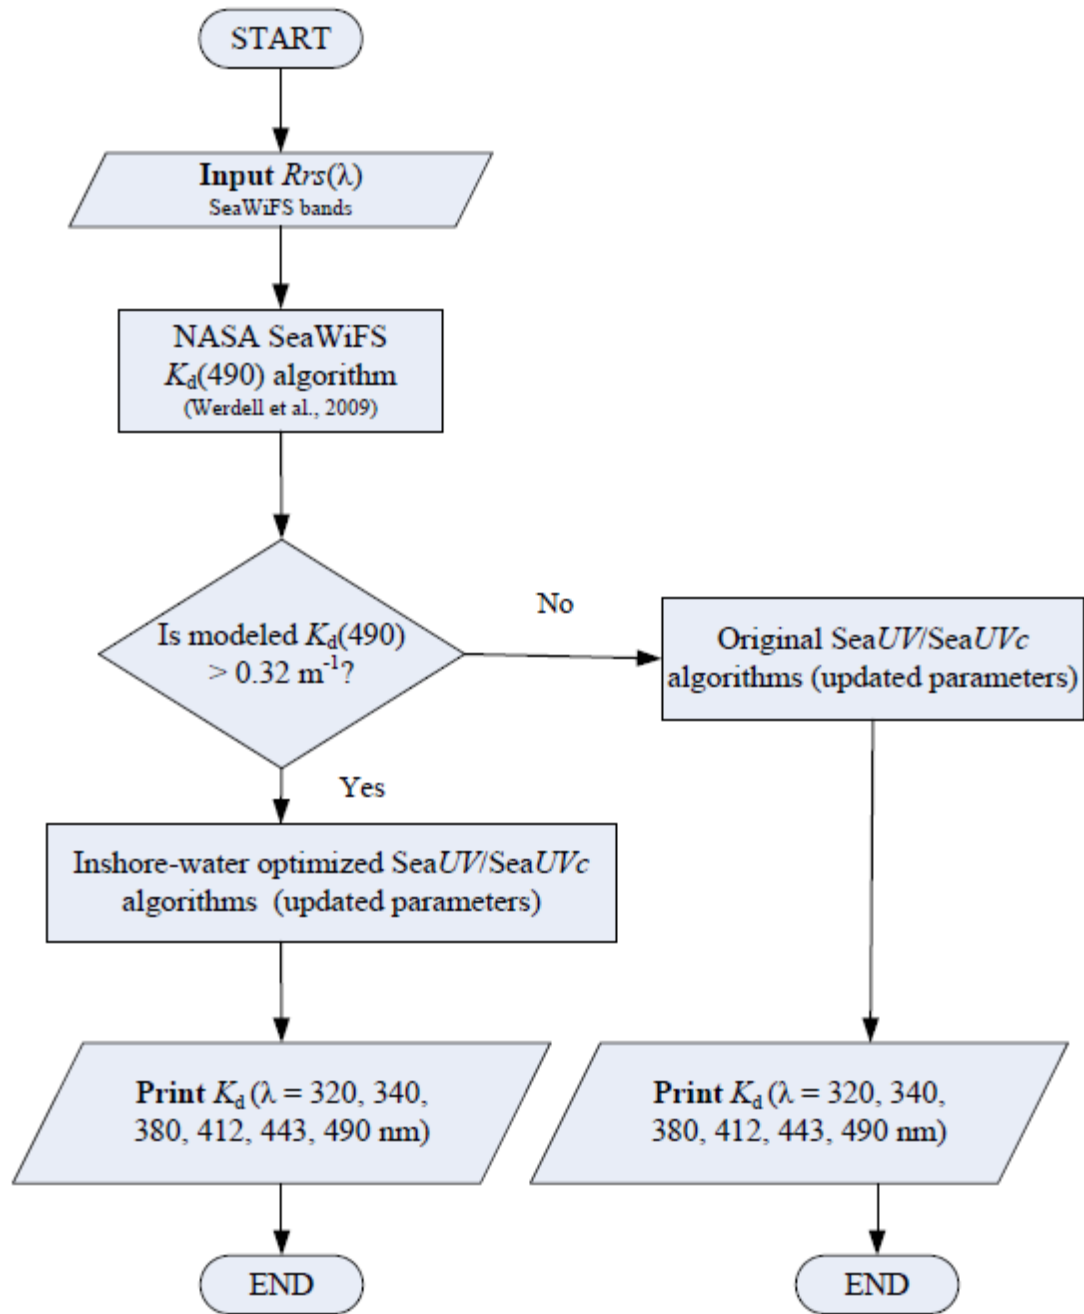 START
Input Rrs(λ)
SeaWiFS bands
NASA SeaWiFS
Kd(490) algorithm
(Werdell et al., 2009)
Is modeled Kd(490)
> 0.32 m-1?
No
Original SeaUV/SeaUVc
algorithms (updated parameters)
Yes
Inshore-water optimized SeaUV/SeaUVc
algorithms (updated parameters)
Print Kd (λ = 320, 340,
380, 412, 443, 490 nm)
Print Kd (λ = 320, 340,
380, 412, 443, 490 nm)
END
END